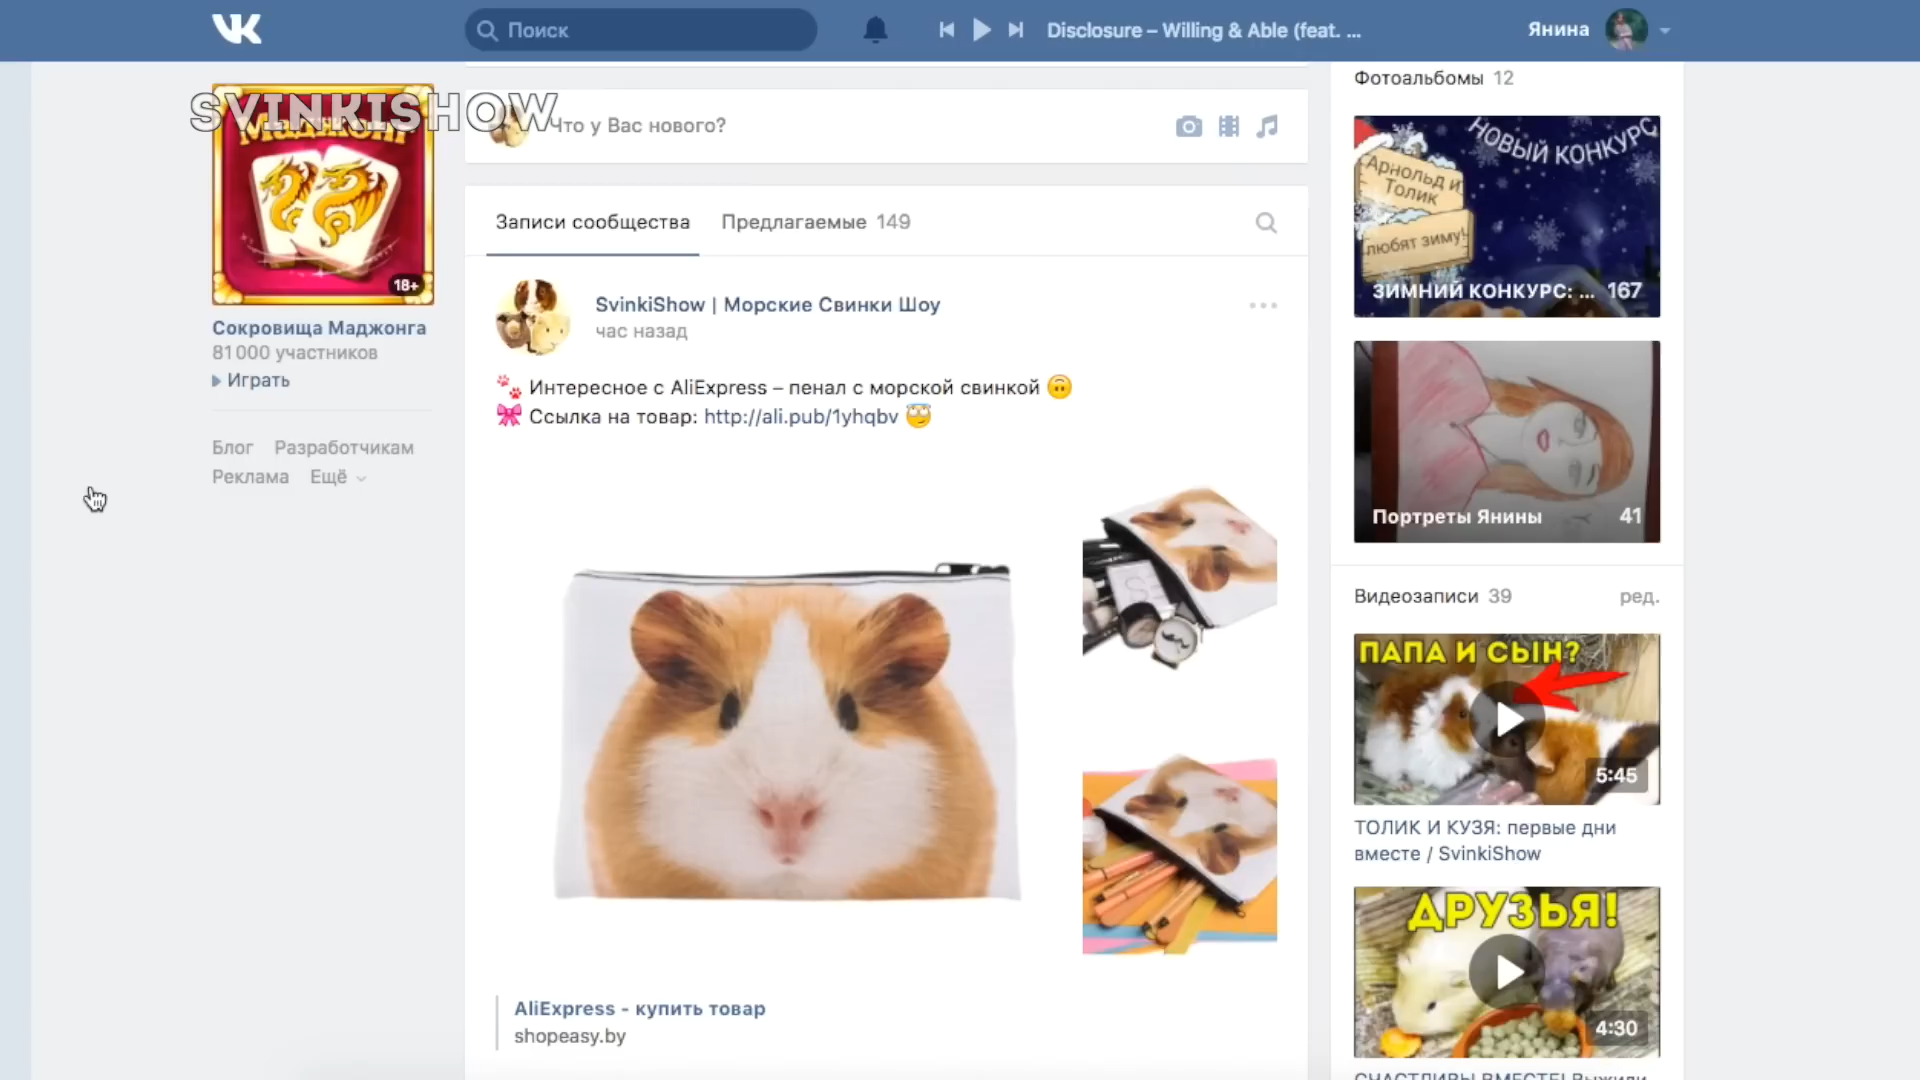 Поиск
Disclosure – Willing & Able (feat. ...
Янина
SVINKISHOW
Маджонг
18+
Сокровища Маджонга
81 000 участников
Играть
Блог Разработчикам
Реклама Ещё
Что у Вас нового?
Записи сообщества Предлагаемые 149
SvinkiShow | Морские Свинки Шоу
час назад
Интересное с AliExpress – пенал с морской свинкой
Ссылка на товар: http://ali.pub/1yhqbv
AliExpress - купить товар
shopeasy.by
Фотоальбомы 12
НОВЫЙ КОНКУРС
Арнольд и
Толик
любят зиму!
ЗИМНИЙ КОНКУРС: ... 167
Портреты Янины 41
Видеозаписи 39 ред.
ПАПА И СЫН?
5:45
ТОЛИК И КУЗЯ: первые дни
вместе / SvinkiShow
ДРУЗЬЯ!
4:30
СЧАСТЛИВЫ ВМЕСТЕ! Выжили